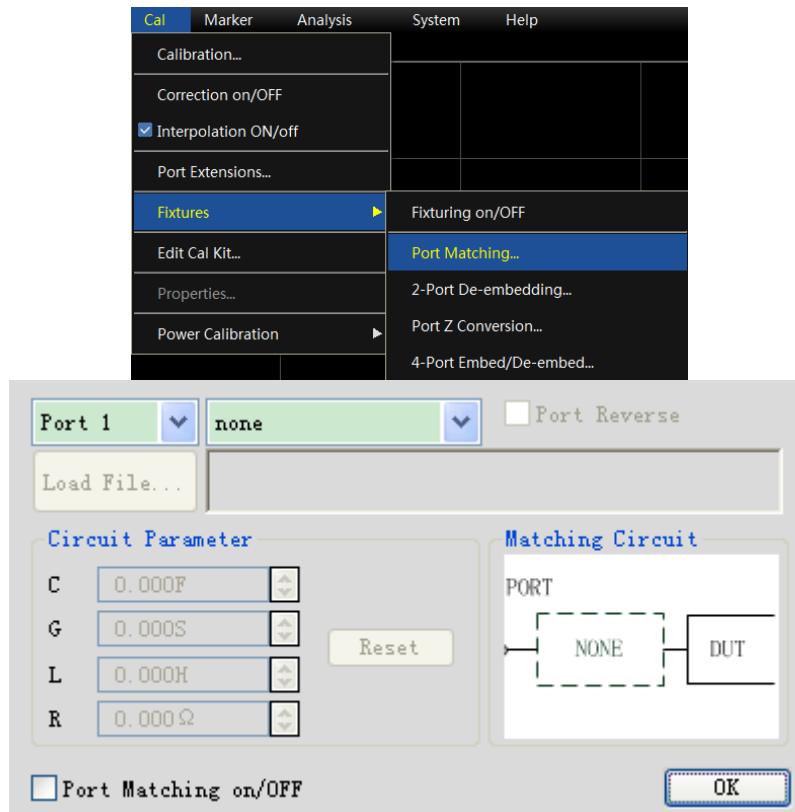 Cal Marker Analysis System Help
Calibration...
Correction on/OFF
Interpolation ON/off
Port Extensions...
Fixtures Fixturing on/OFF
Edit Cal Kit... Port Matching...
Properties... 2-Port De-embedding...
Power Calibration Port Z Conversion...
4-Port Embed/De-embed...
Port 1 none Port Reverse
Load File...
Circuit Parameter Matching Circuit
C 0.000F PORT
G 0.000S Reset NONE DUT
L 0.000H
R 0.000Ω
Port Matching on/OFF OK